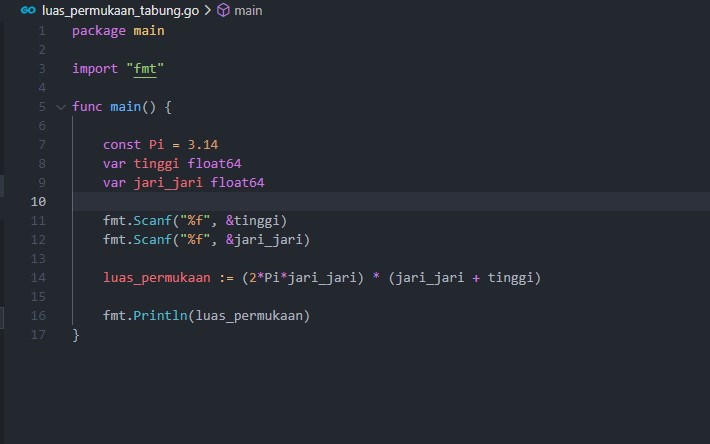 GO luas_permukaan_tabung.go > main
1 package main
2
3 import "fmt"
4
5 func main() {
6
7 const Pi = 3.14
8 var tinggi float64
9 var jari_jari float64
10
11 fmt.Scanf("%f", &tinggi)
12 fmt.Scanf("%f", &jari_jari)
13
14 luas_permukaan := (2*Pi*jari_jari) * (jari_jari + tinggi)
15
16 fmt.Println(luas_permukaan)
17 }